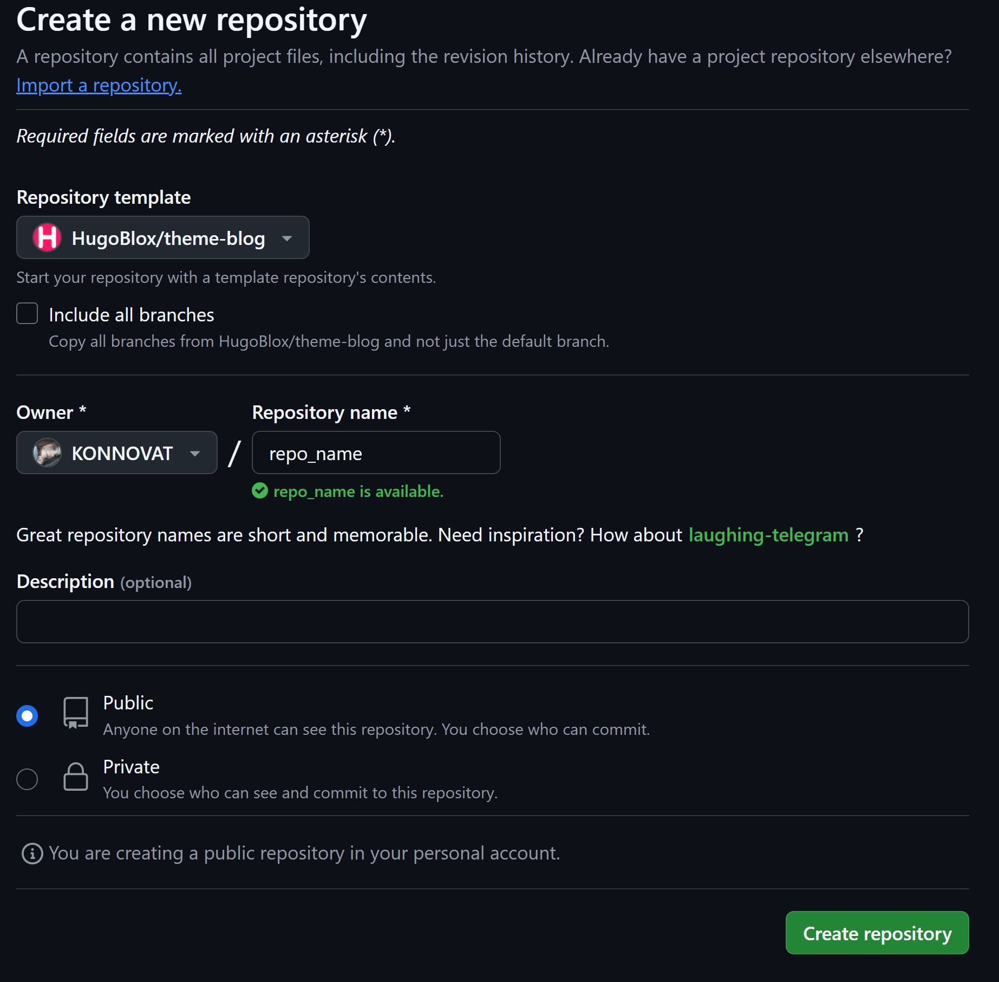 Create a new repository
A repository contains all project files, including the revision history. Already have a project repository elsewhere?
Import a repository.
Required fields are marked with an asterisk (*).
Repository template
H HugoBlox/theme-blog
Start your repository with a template repository's contents.
Include all branches
Copy all branches from HugoBlox/theme-blog and not just the default branch.
Owner * Repository name *
KONNOVAT / repo_name
repo_name is available.
Great repository names are short and memorable. Need inspiration? How about laughing-telegram ?
Description (optional)
Public
Anyone on the internet can see this repository. You choose who can commit.
Private
You choose who can see and commit to this repository.
You are creating a public repository in your personal account.
Create repository